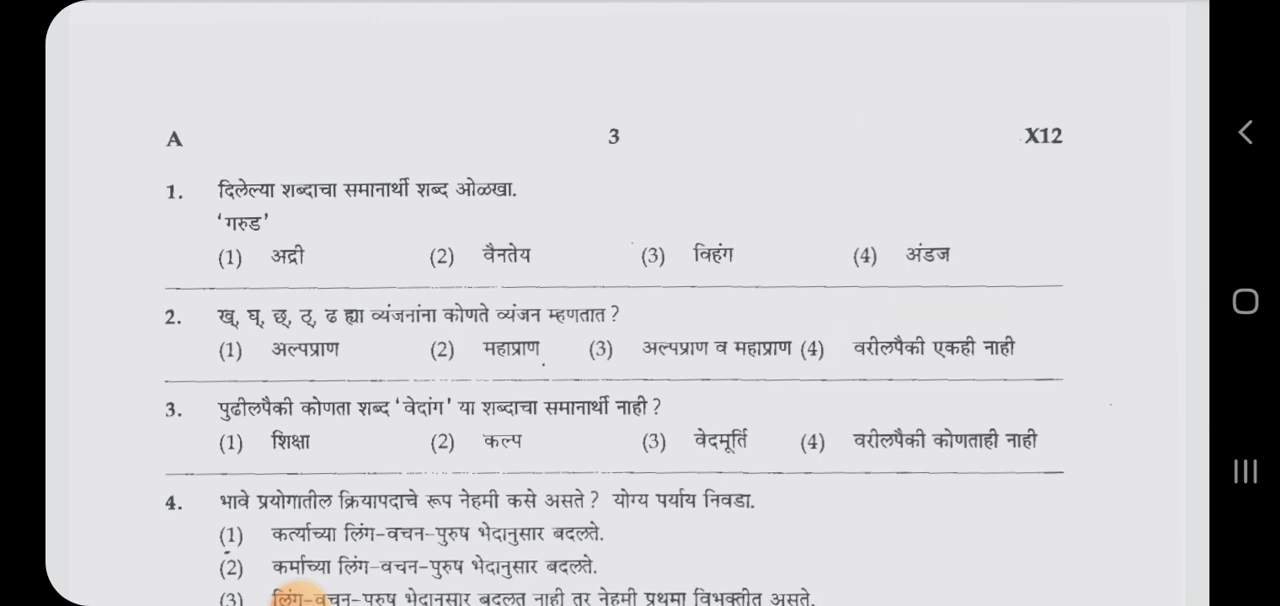 A 3 X12
1. दिलेल्या शब्दाचा समानार्थी शब्द ओळखा.
'गरुड'
(1) अद्री (2) वैनतेय (3) विहंग (4) अंडज
2. ख्, घ्, छ्, ठ्, ढ ह्या व्यंजनांना कोणते व्यंजन म्हणतात ?
(1) अल्पप्राण (2) महाप्राण (3) अल्पप्राण व महाप्राण (4) वरीलपैकी एकही नाही
3. पुढीलपैकी कोणता शब्द 'वेदांग' या शब्दाचा समानार्थी नाही ?
(1) शिक्षा (2) कल्प (3) वेदमूर्ति (4) वरीलपैकी कोणताही नाही
4. भावे प्रयोगातील क्रियापदाचे रूप नेहमी कसे असते ? योग्य पर्याय निवडा.
(1) कर्त्याच्या लिंग-वचन-पुरुष भेदानुसार बदलते.
(2) कर्माच्या लिंग-वचन-पुरुष भेदानुसार बदलते.
(3) लिंग-वचन-पुरुष भेदानुसार बदलत नाही तर नेहमी प्रथमा विभक्तीत असते.